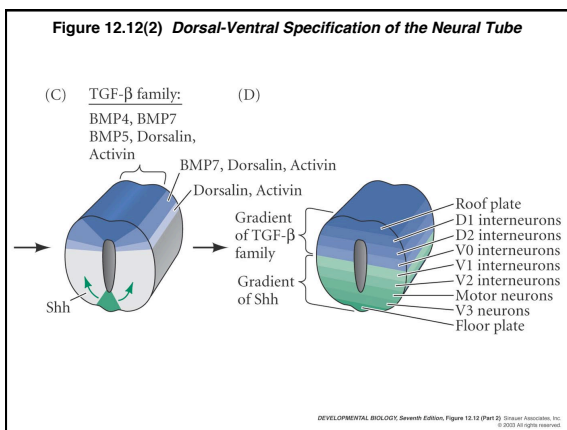 Figure 12.12(2) Dorsal-Ventral Specification of the Neural Tube
(C)
TGF-β family:
BMP4, BMP7
BMP5, Dorsalin,
Activin
BMP7, Dorsalin, Activin
Dorsalin, Activin
Shh
(D)
Gradient
of TGF-β
family
Gradient
of Shh
Roof plate
D1 interneurons
D2 interneurons
V0 interneurons
V1 interneurons
V2 interneurons
Motor neurons
V3 neurons
Floor plate
DEVELOPMENTAL BIOLOGY, Seventh Edition, Figure 12.12 (Part 2) Sinauer Associates, Inc.
© 2003 All rights reserved.